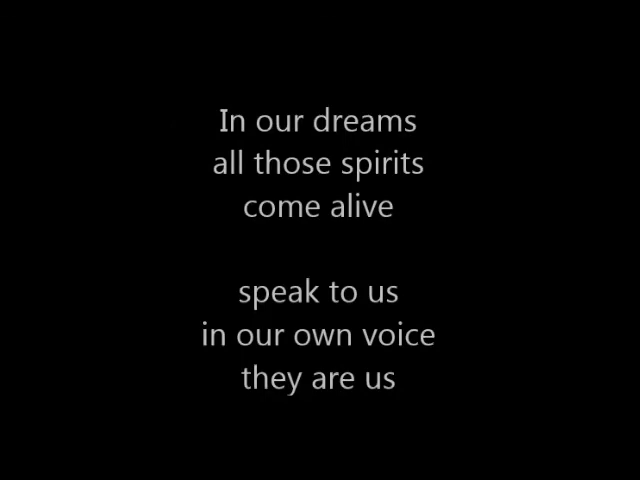 In our dreams
all those spirits
come alive
speak to us
in our own voice
they are us